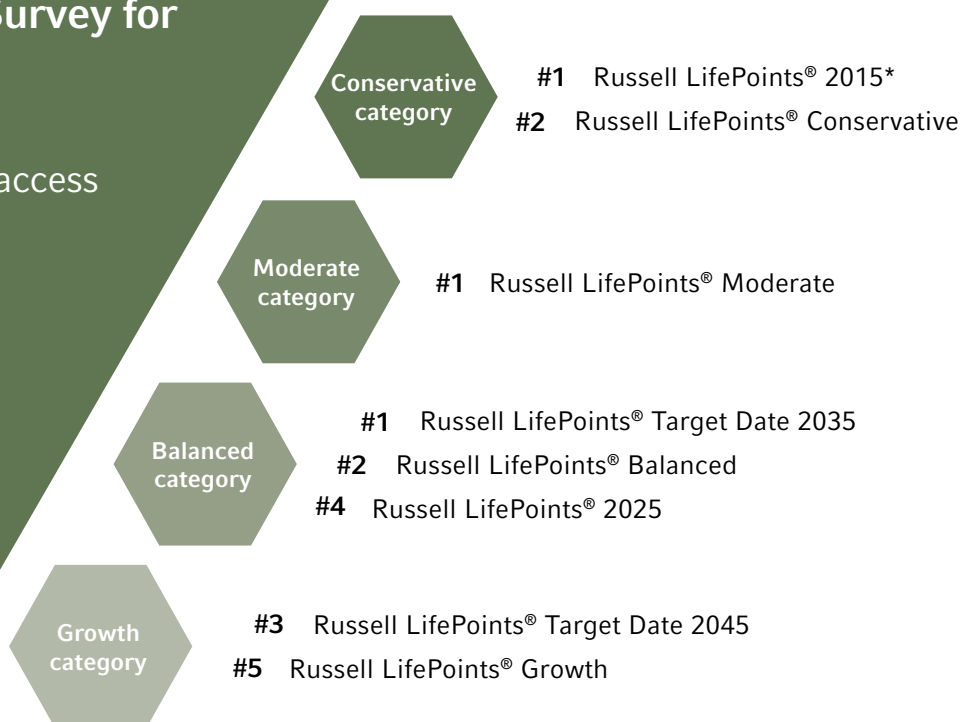 Survey for
access
Conservative
category
#1 Russell LifePoints® 2015*
#2 Russell LifePoints® Conservative
Moderate
category
#1 Russell LifePoints® Moderate
Balanced
category
#1 Russell LifePoints® Target Date 2035
#2 Russell LifePoints® Balanced
#4 Russell LifePoints® 2025
Growth
category
#3 Russell LifePoints® Target Date 2045
#5 Russell LifePoints® Growth